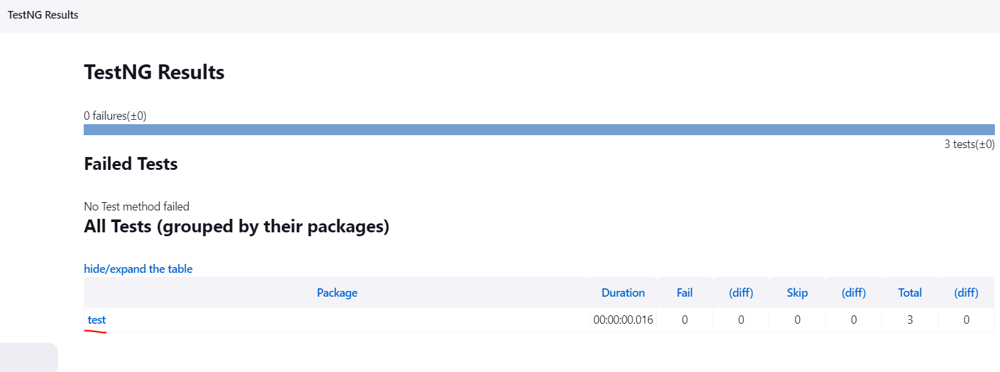 TestNG Results
TestNG Results
0 failures(±0)
3 tests(±0)
Failed Tests
No Test method failed
All Tests (grouped by their packages)
hide/expand the table
Package Duration Fail (diff) Skip (diff) Total (diff)
test 00:00:00.016 0 0 0 0 3 0